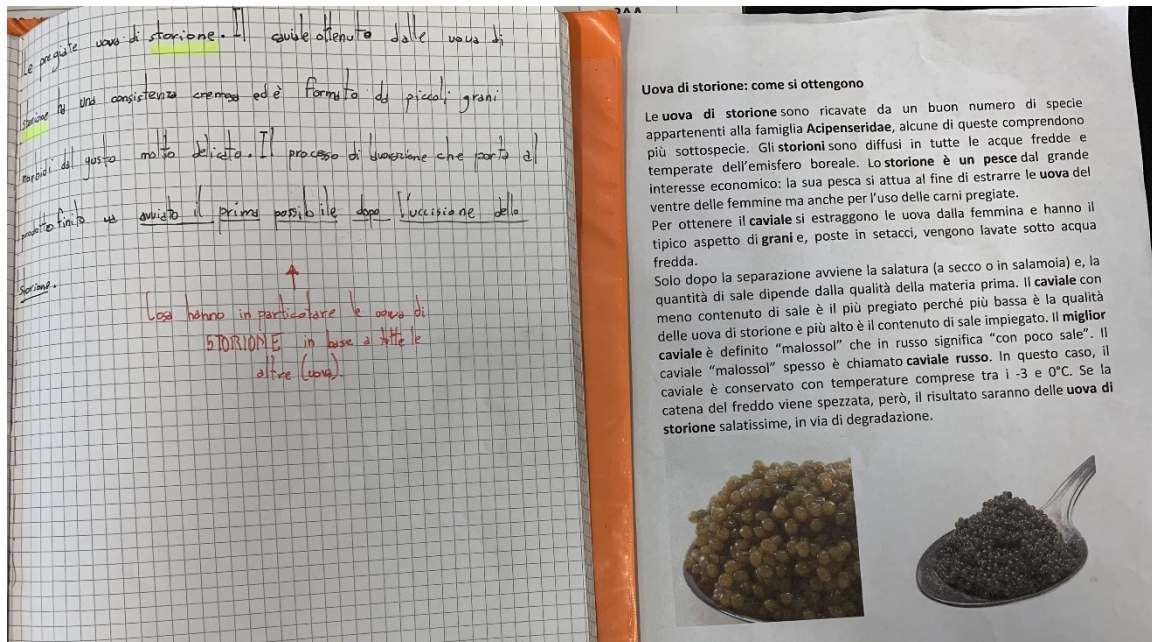 Le pregiate uova di storione. Il caviale ottenuto dalle uova di
storione ha una consistenza cremosa ed è formato da piccoli grani
morbidi dal gusto molto delicato. Il processo di che porta al
prodotto finito va avviato il prima possibile dopo l'uccisione dello
storione.
Cosa hanno in particolare le uova di
STORIONE in base a tutte le
altre (uova).
2AA
Uova di storione: come si ottengono
Le uova di storione sono ricavate da un buon numero di specie
appartenenti alla famiglia Acipenseridae, alcune di queste comprendono
più sottospecie. Gli storioni sono diffusi in tutte le acque fredde e
temperate dell'emisfero boreale. Lo storione è un pesce dal grande
interesse economico: la sua pesca si attua al fine di estrarre le uova del
ventre delle femmine ma anche per l'uso delle carni pregiate.
Per ottenere il caviale si estraggono le uova dalla femmina e hanno il
tipico aspetto di grani e, poste in setacci, vengono lavate sotto acqua
fredda.
Solo dopo la separazione avviene la salatura (a secco o in salamoia) e, la
quantità di sale dipende dalla qualità della materia prima. Il caviale con
meno contenuto di sale è il più pregiato perché più bassa è la qualità
delle uova di storione e più alto è il contenuto di sale impiegato. Il miglior
caviale è definito “malossol” che in russo significa “con poco sale”. Il
caviale “malossol” spesso è chiamato caviale russo. In questo caso, il
caviale è conservato con temperature comprese tra i -3 e 0°C. Se la
catena del freddo viene spezzata, però, il risultato saranno delle uova di
storione salatissime, in via di degradazione.